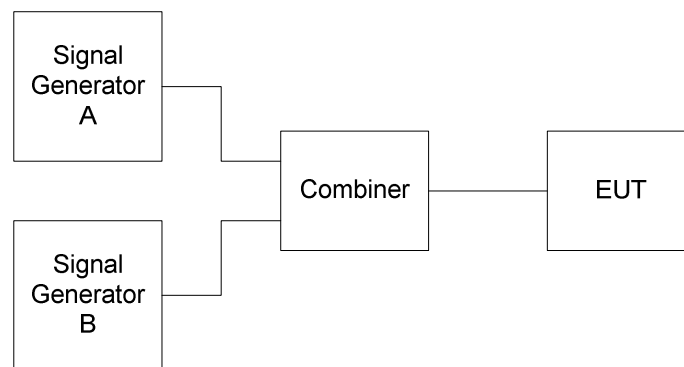 Signal
Generator
A
Combiner
EUT
Signal
Generator
B